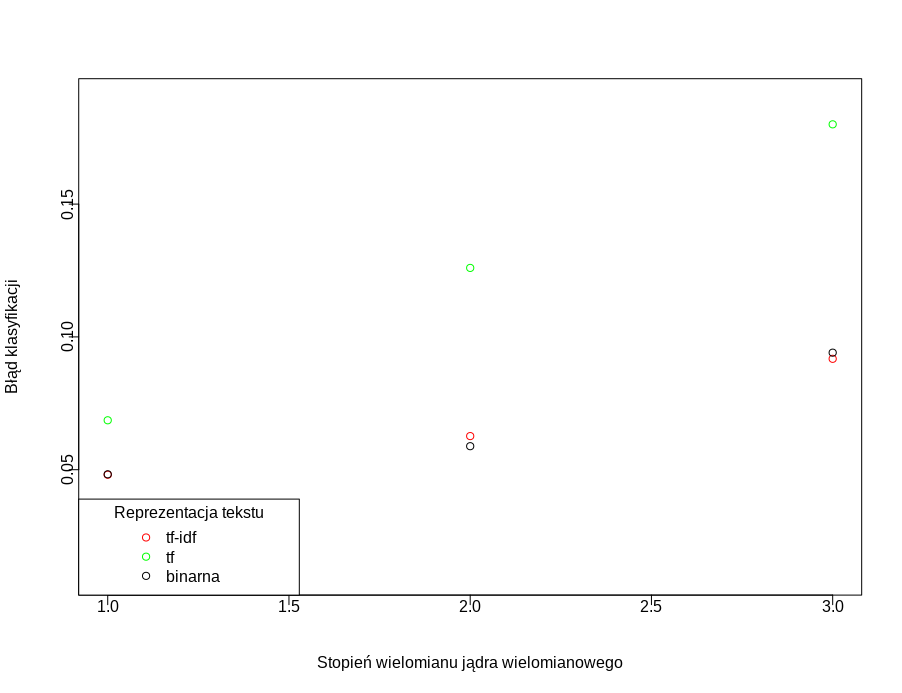 0.15
0.10
0.05
Błąd klasyfikacji
Reprezentacja tekstu
tf-idf
tf
binarna
1.0 1.5 2.0 2.5 3.0
Stopień wielomianu jądra wielomianowego